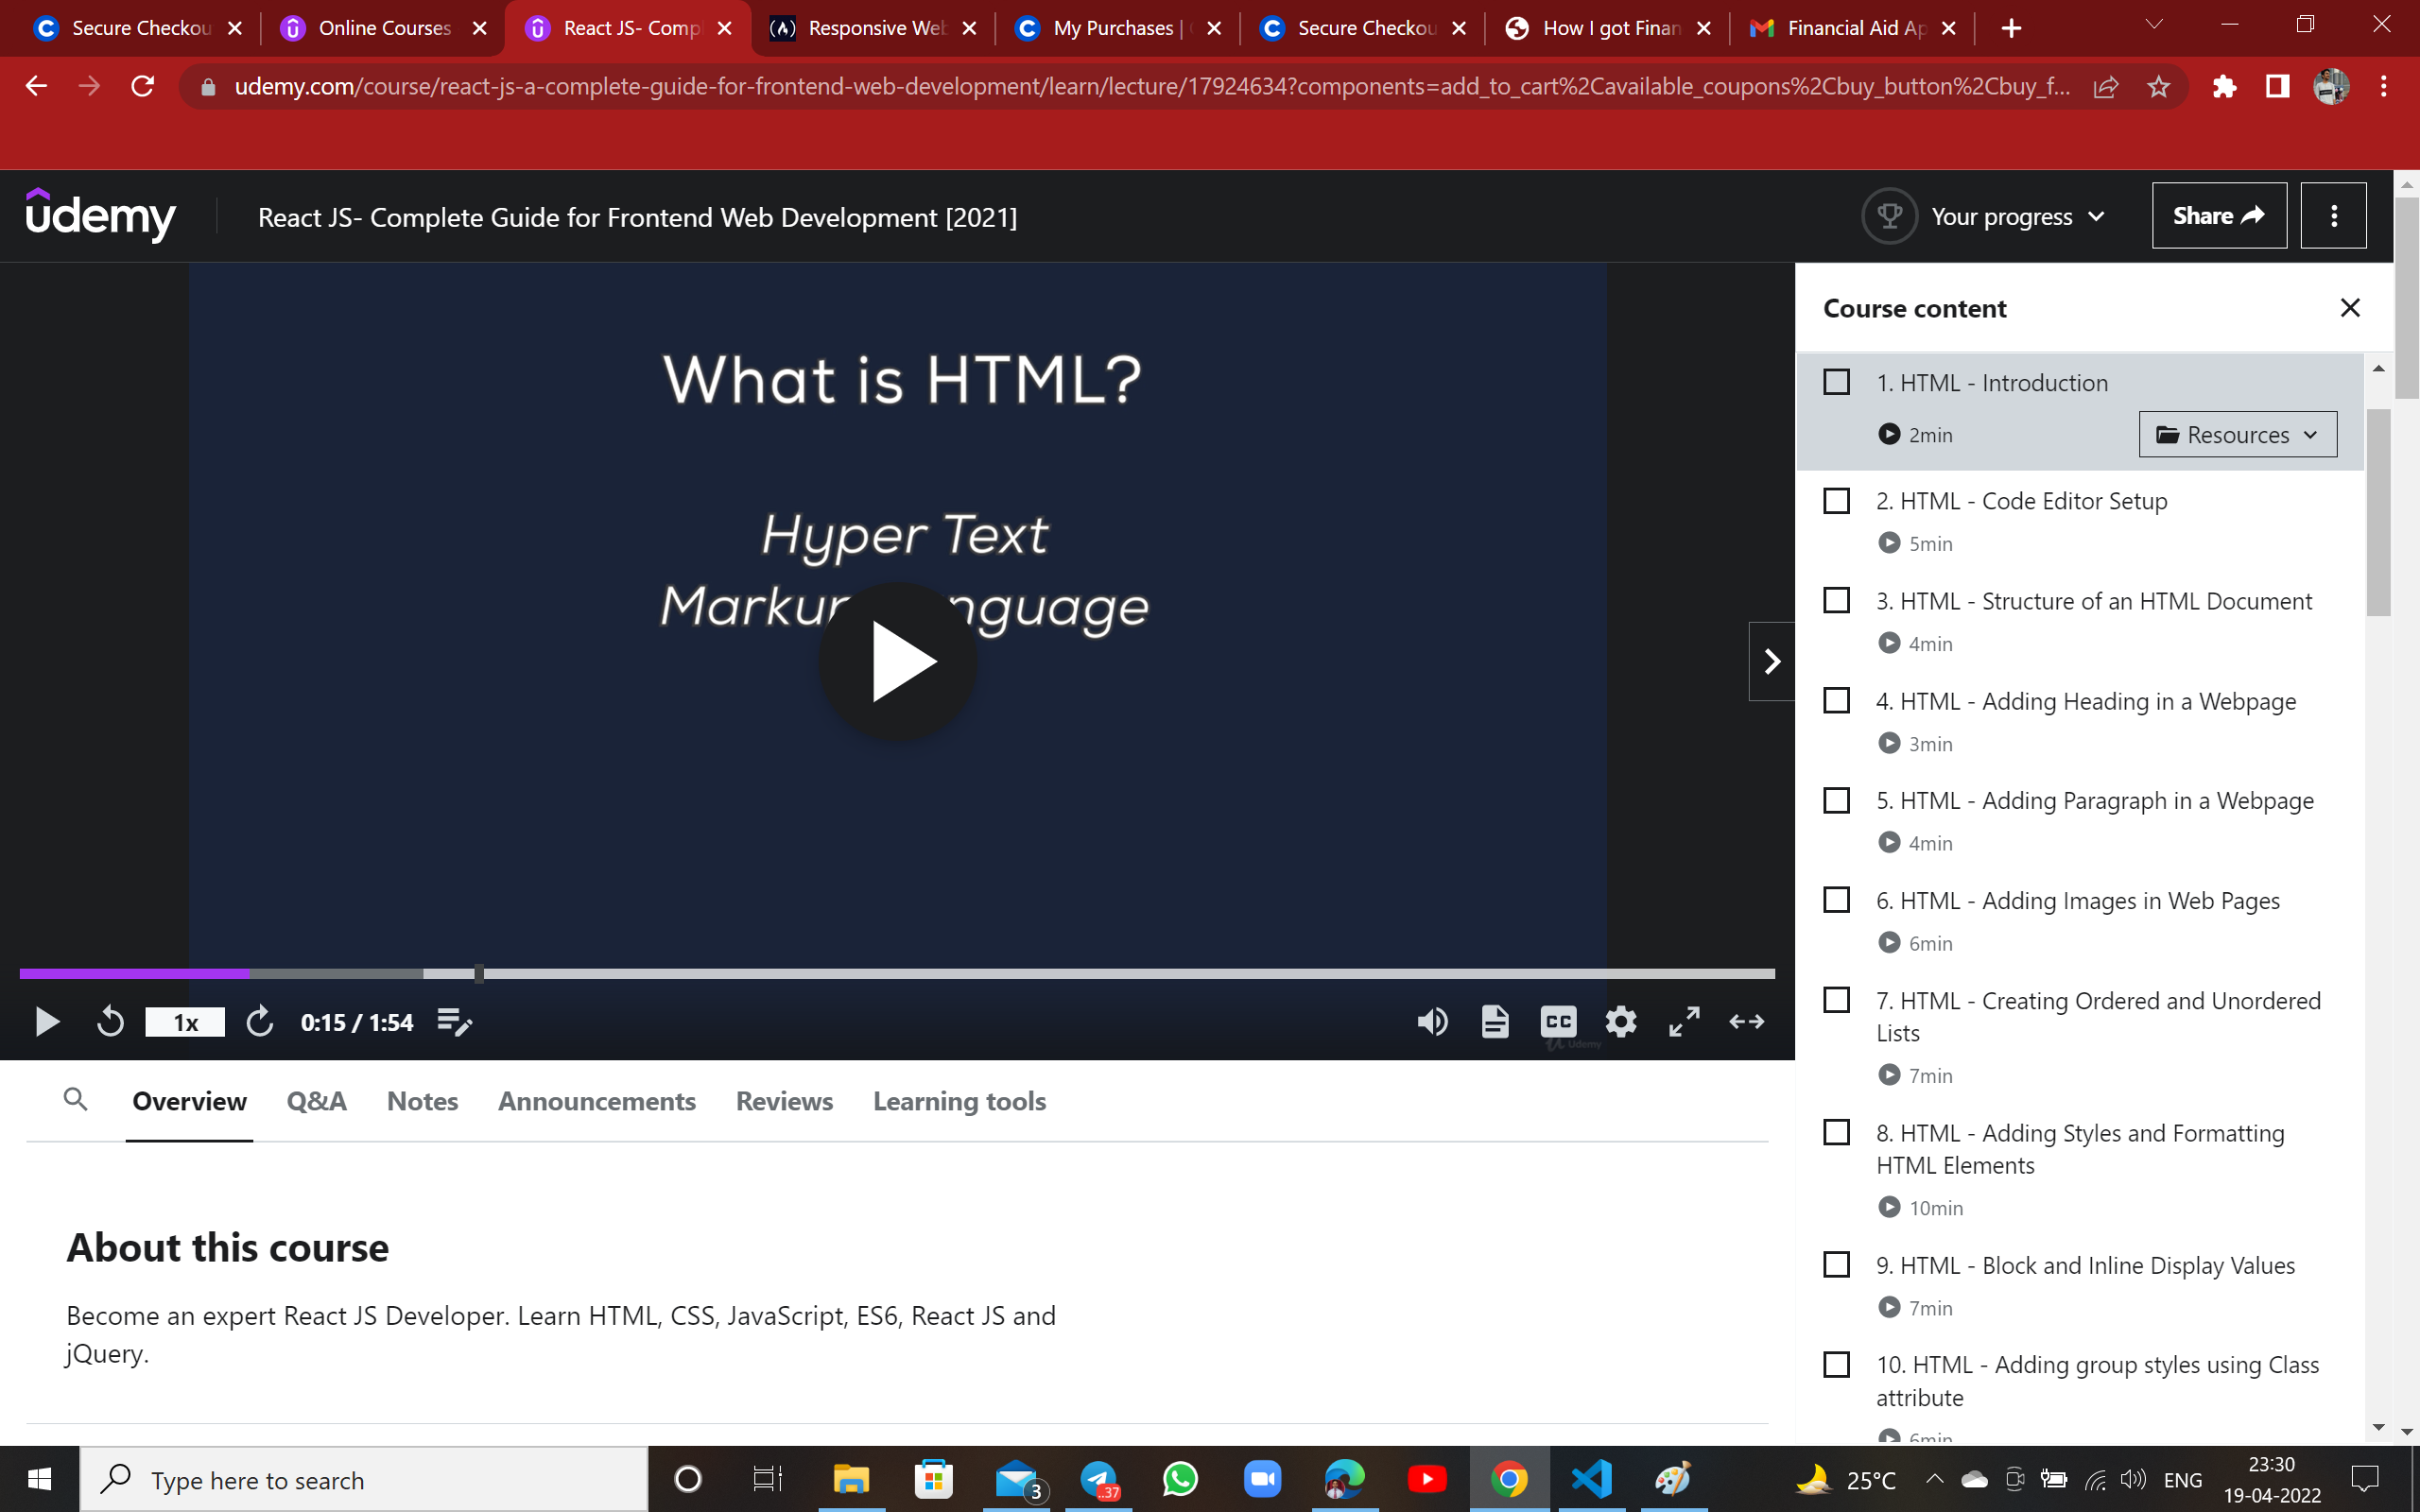 Secure Checkou
Online Courses
React JS- Comp
Responsive Web
My Purchases |
Secure Checkou
How I got Finan
Financial Aid Ap
udemy.com/course/react-js-a-complete-guide-for-frontend-web-development/learn/lecture/17924634?components=add_to_cart%2Cavailable_coupons%2Cbuy_button%2Cbuy_f...
ûdemy
React JS- Complete Guide for Frontend Web Development [2021]
Your progress
Share
What is HTML?
Hyper Text
Markup nguage
1x
0:15 / 1:54
CC
Udemy
Course content
1. HTML - Introduction
2min
Resources
2. HTML - Code Editor Setup
5min
3. HTML - Structure of an HTML Document
4min
4. HTML - Adding Heading in a Webpage
3min
5. HTML - Adding Paragraph in a Webpage
4min
6. HTML - Adding Images in Web Pages
6min
7. HTML - Creating Ordered and Unordered
Lists
7min
8. HTML - Adding Styles and Formatting
HTML Elements
10min
9. HTML - Block and Inline Display Values
7min
10. HTML - Adding group styles using Class
attribute
6min
Overview
Q&A
Notes
Announcements
Reviews
Learning tools
About this course
Become an expert React JS Developer. Learn HTML, CSS, JavaScript, ES6, React JS and
jQuery.
Type here to search
3
..37
25°C
ENG
23:30
19-04-2022